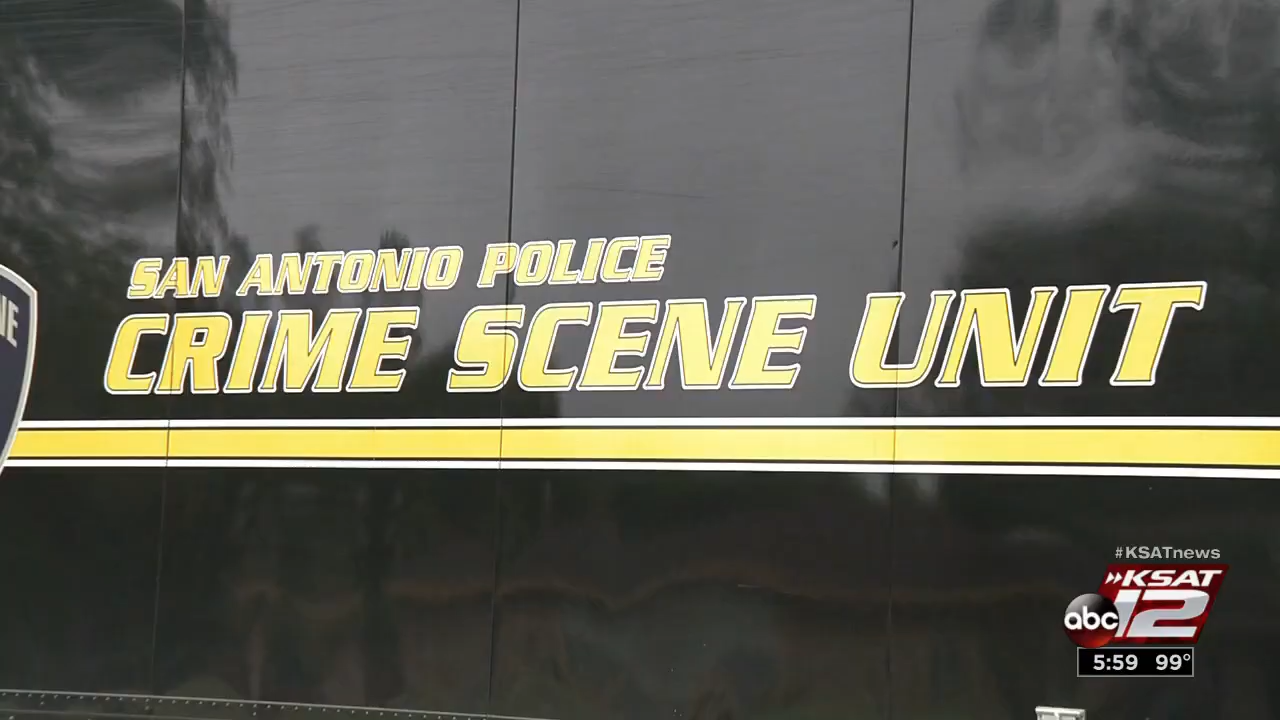 SAN ANTONIO POLICE
CRIME SCENE UNIT
#KSATnews
KSAT
abc 12
5:59 99°